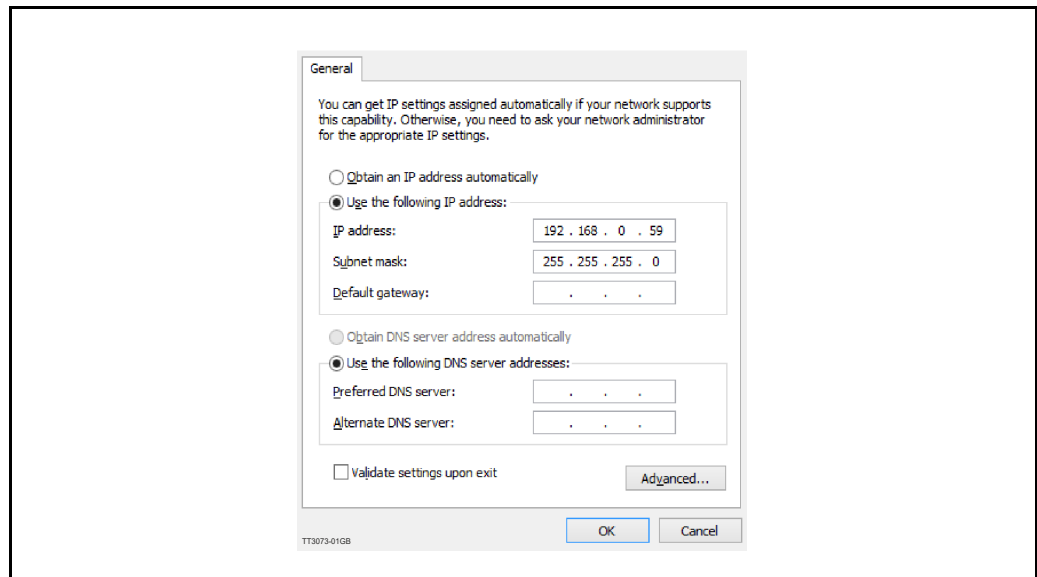 General
You can get IP settings assigned automatically if your network supports
this capability. Otherwise, you need to ask your network administrator
for the appropriate IP settings.
Obtain an IP address automatically
Use the following IP address:
IP address: 192 . 168 . 0 . 59
Subnet mask: 255 . 255 . 255 . 0
Default gateway: . . .
Obtain DNS server address automatically
Use the following DNS server addresses:
Preferred DNS server: . . .
Alternate DNS server: . . .
Validate settings upon exit
Advanced...
OK Cancel
TT3073-01GB